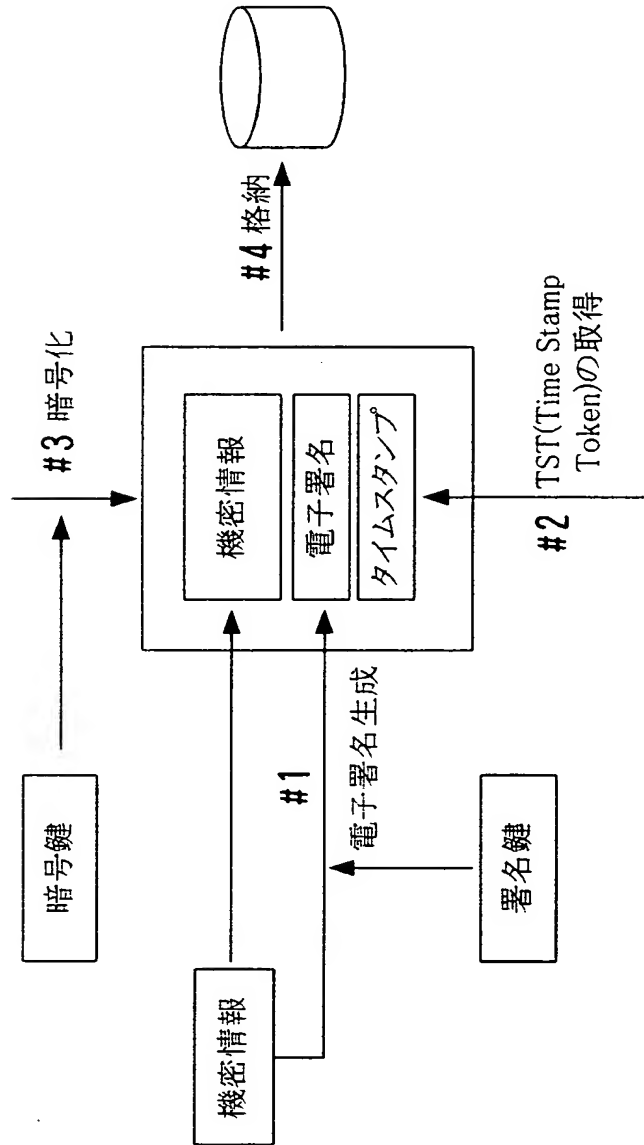 暗号鍵
#3 暗号化
機密情報
機密情報
電子署名
タイムスタンプ
#4 格納
#1
電子署名生成
署名鍵
#2
TST(Time Stamp
Token)の取得